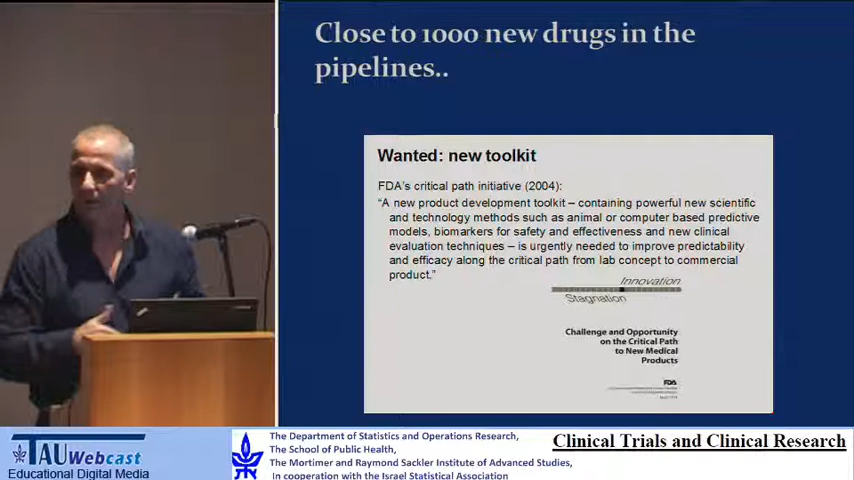 Close to 1000 new drugs in the
pipelines..
Wanted: new toolkit
FDA's critical path initiative (2004):
"A new product development toolkit – containing powerful new scientific
and technology methods such as animal or computer based predictive
models, biomarkers for safety and effectiveness and new clinical
evaluation techniques – is urgently needed to improve predictability
and efficacy along the critical path from lab concept to commercial
product."
Innovation
Stagnation
Challenge and Opportunity
on the Critical Path
to New Medical
Products
FDA
TAU Webcast
Educational Digital Media
The Department of Statistics and Operations Research,
The School of Public Health,
The Mortimer and Raymond Sackler Institute of Advanced Studies,
In cooperation with the Israel Statistical Association
Clinical Trials and Clinical Research